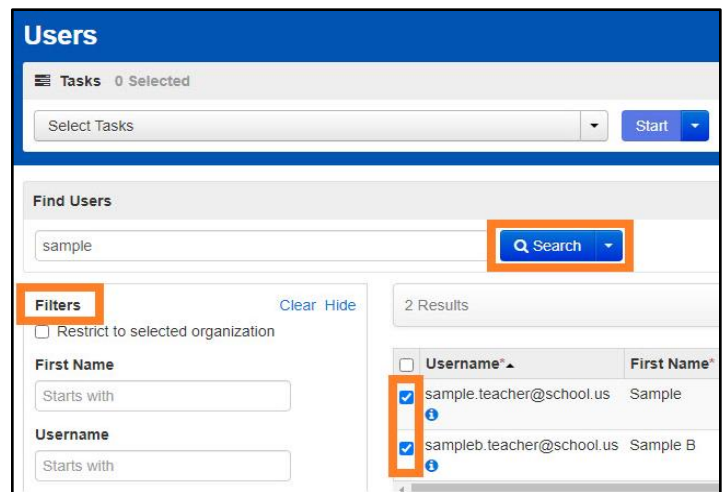 Users
Tasks 0 Selected
Select Tasks
Start
Find Users
sample
Search
Filters Clear Hide
Restrict to selected organization
First Name
Starts with
Username
Starts with
2 Results
Username* First Name*
sample.teacher@school.us Sample
sampleb.teacher@school.us Sample B